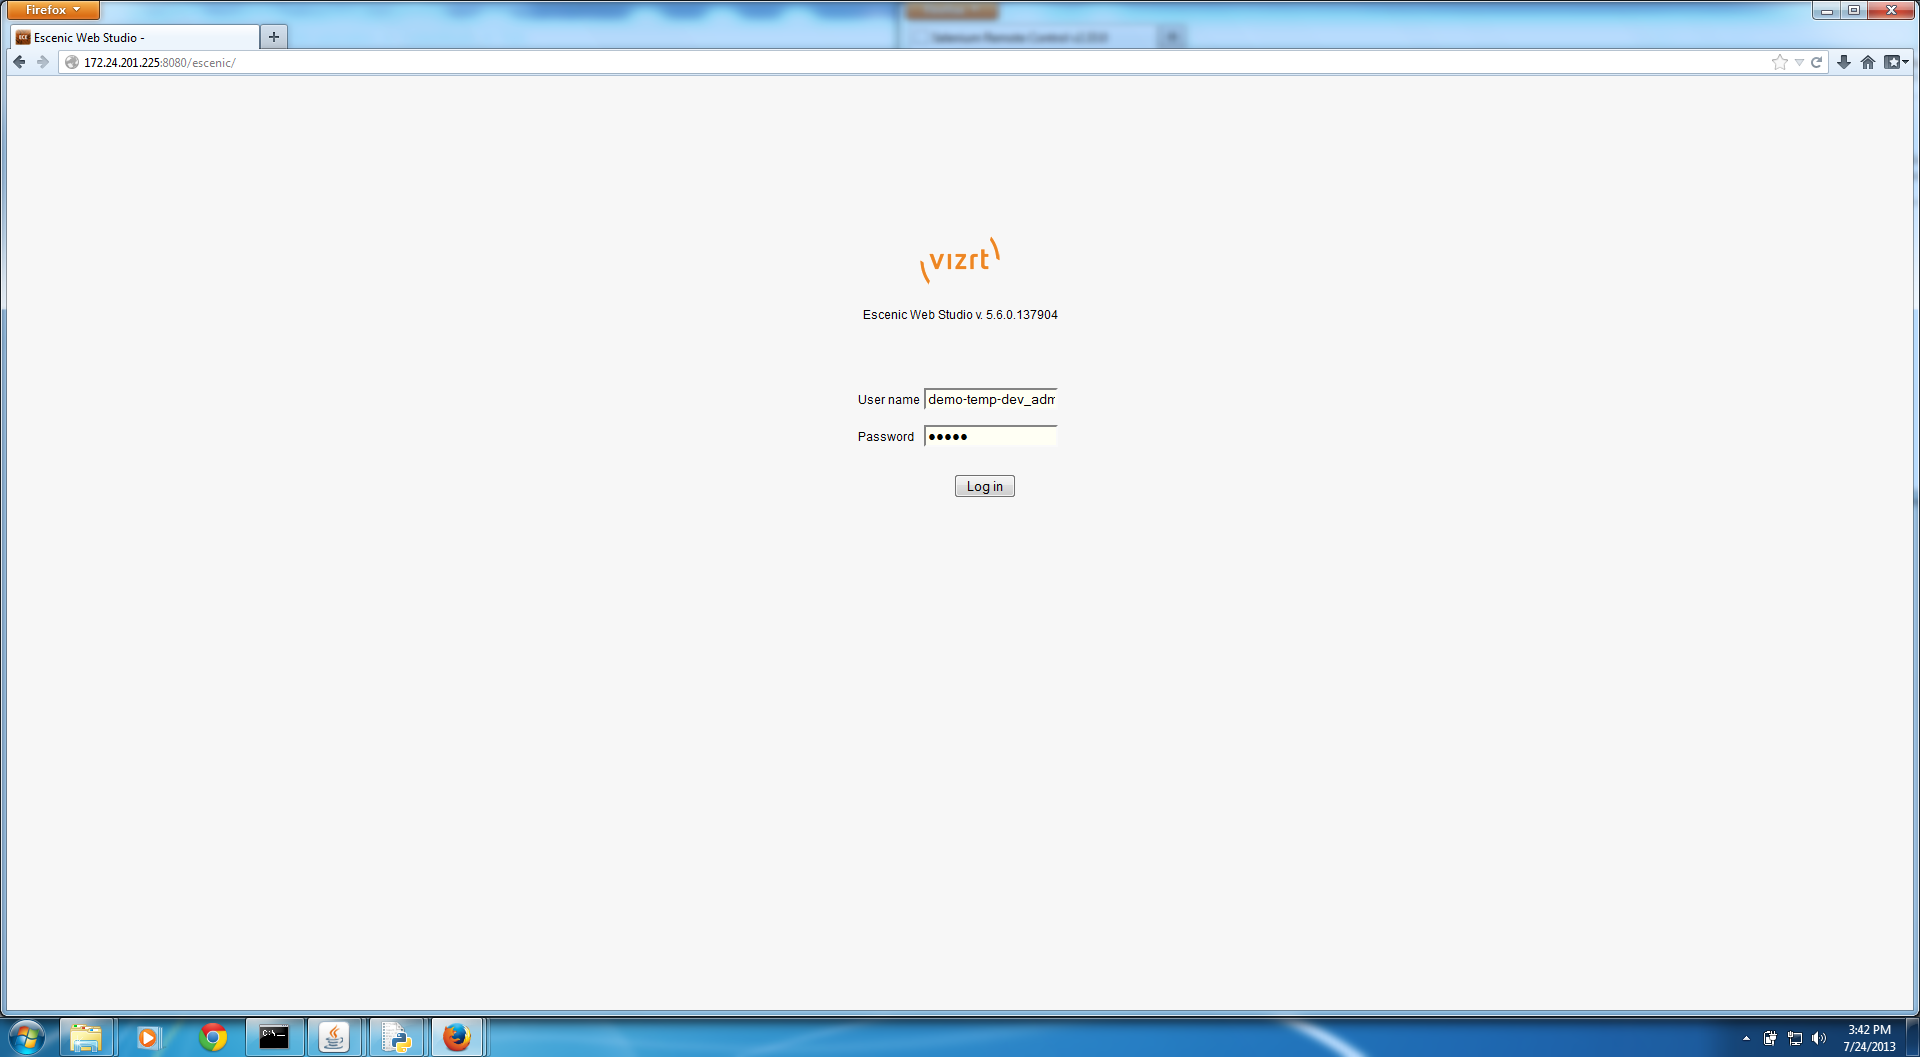 Firefox
Escenic Web Studio -
172.24.201.225:8080/escenic/
vizrt
Escenic Web Studio v. 5.6.0.137904
User name demo-temp-dev_adm
Password
Log in
C:\.
3:42 PM
7/24/2013